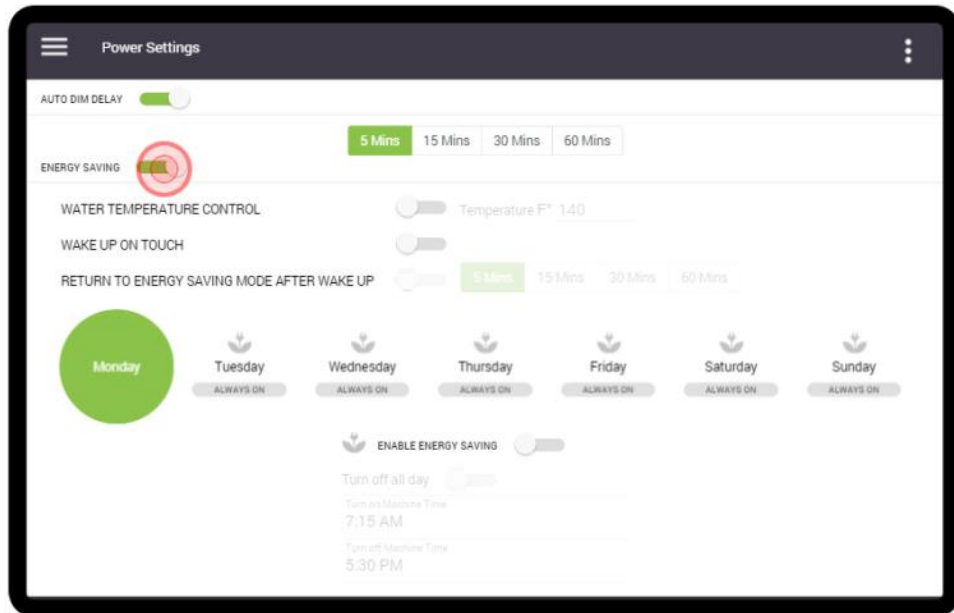 Power Settings
AUTO DIM DELAY
5 Mins 15 Mins 30 Mins 60 Mins
ENERGY SAVING
WATER TEMPERATURE CONTROL Temperature F° 140
WAKE UP ON TOUCH
RETURN TO ENERGY SAVING MODE AFTER WAKE UP 5 Mins 15 Mins 30 Mins 60 Mins
Monday Tuesday Wednesday Thursday Friday Saturday Sunday
ALWAYS ON ALWAYS ON ALWAYS ON ALWAYS ON ALWAYS ON ALWAYS ON
ENABLE ENERGY SAVING
Turn off all day
Turn on Machine Time
7:15 AM
Turn off Machine Time
5:30 PM